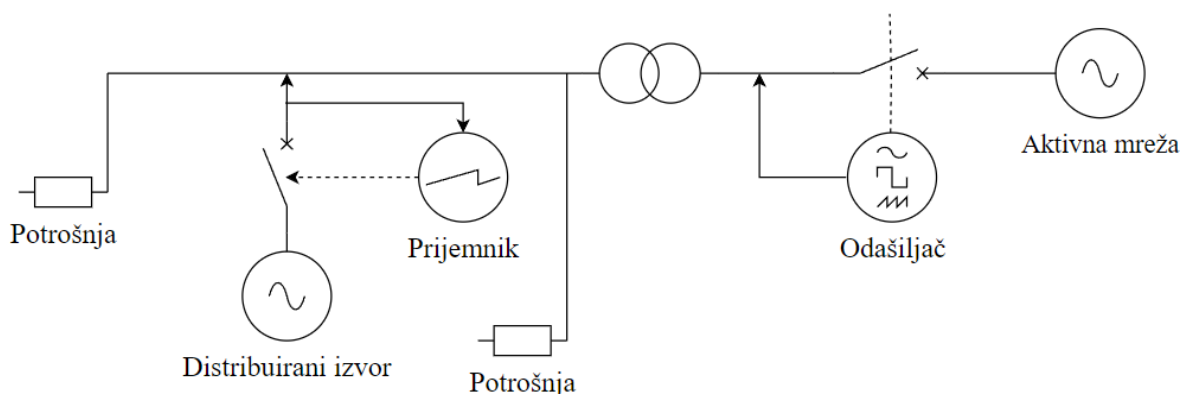 Potrošnja
Distribuirani izvor
Prijemnik
Potrošnja
Odašiljač
Aktivna mreža